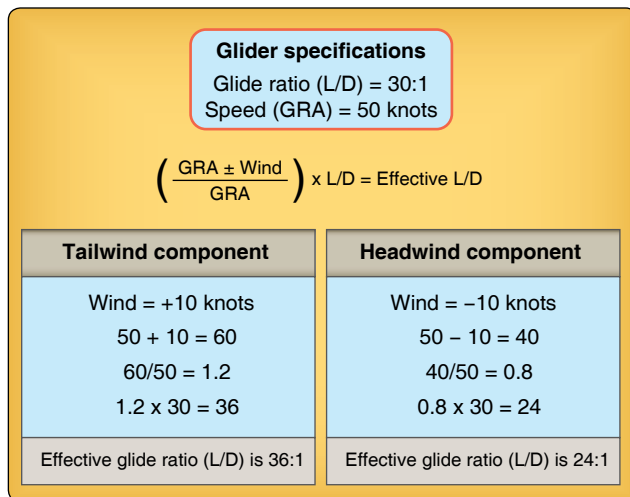 Glider specifications
Glide ratio (L/D) = 30:1
Speed (GRA) = 50 knots
(GRA ± Wind / GRA) x L/D = Effective L/D
Tailwind component
Wind = +10 knots
50 + 10 = 60
60/50 = 1.2
1.2 x 30 = 36
Effective glide ratio (L/D) is 36:1
Headwind component
Wind = −10 knots
50 − 10 = 40
40/50 = 0.8
0.8 x 30 = 24
Effective glide ratio (L/D) is 24:1